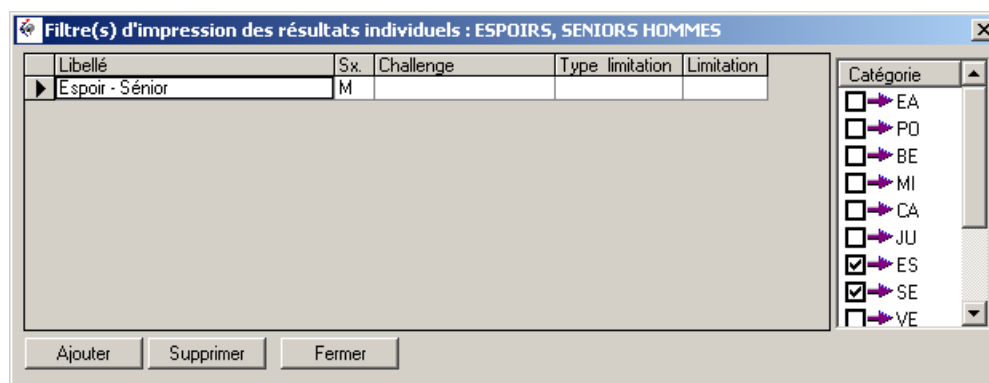 Filtre(s) d'impression des résultats individuels : ESPOIRS, SENIORS HOMMES
Libellé Sx. Challenge Type limitation Limitation
Espoir - Sénior M
Catégorie
EA
PO
BE
MI
CA
JU
ES
SE
VE
Ajouter Supprimer Fermer